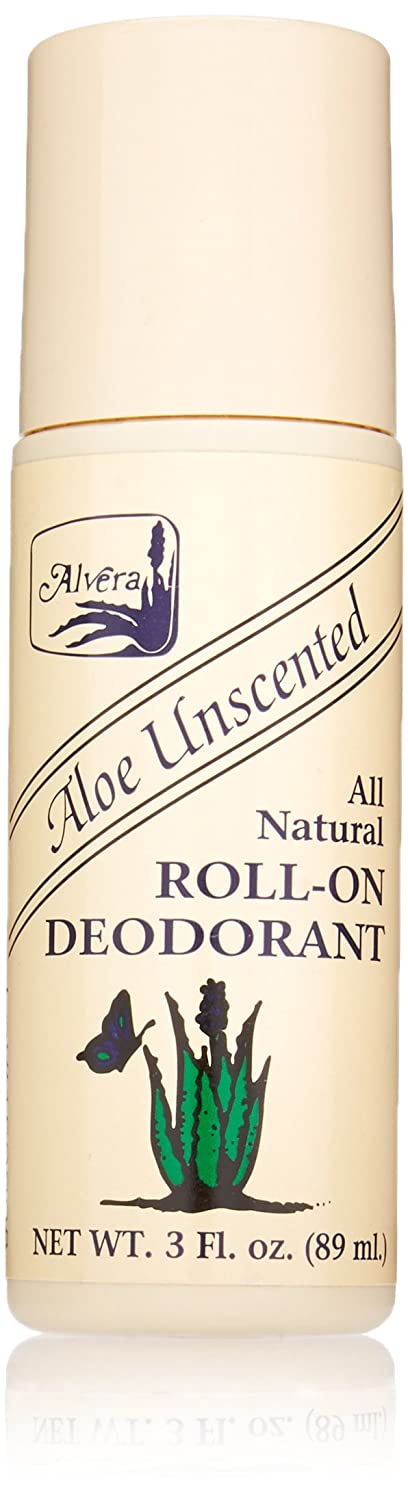 Alvera
Aloe Unscented
All
Natural
ROLL-ON
DEODORANT
NET WT. 3 Fl. oz. (89 ml.)